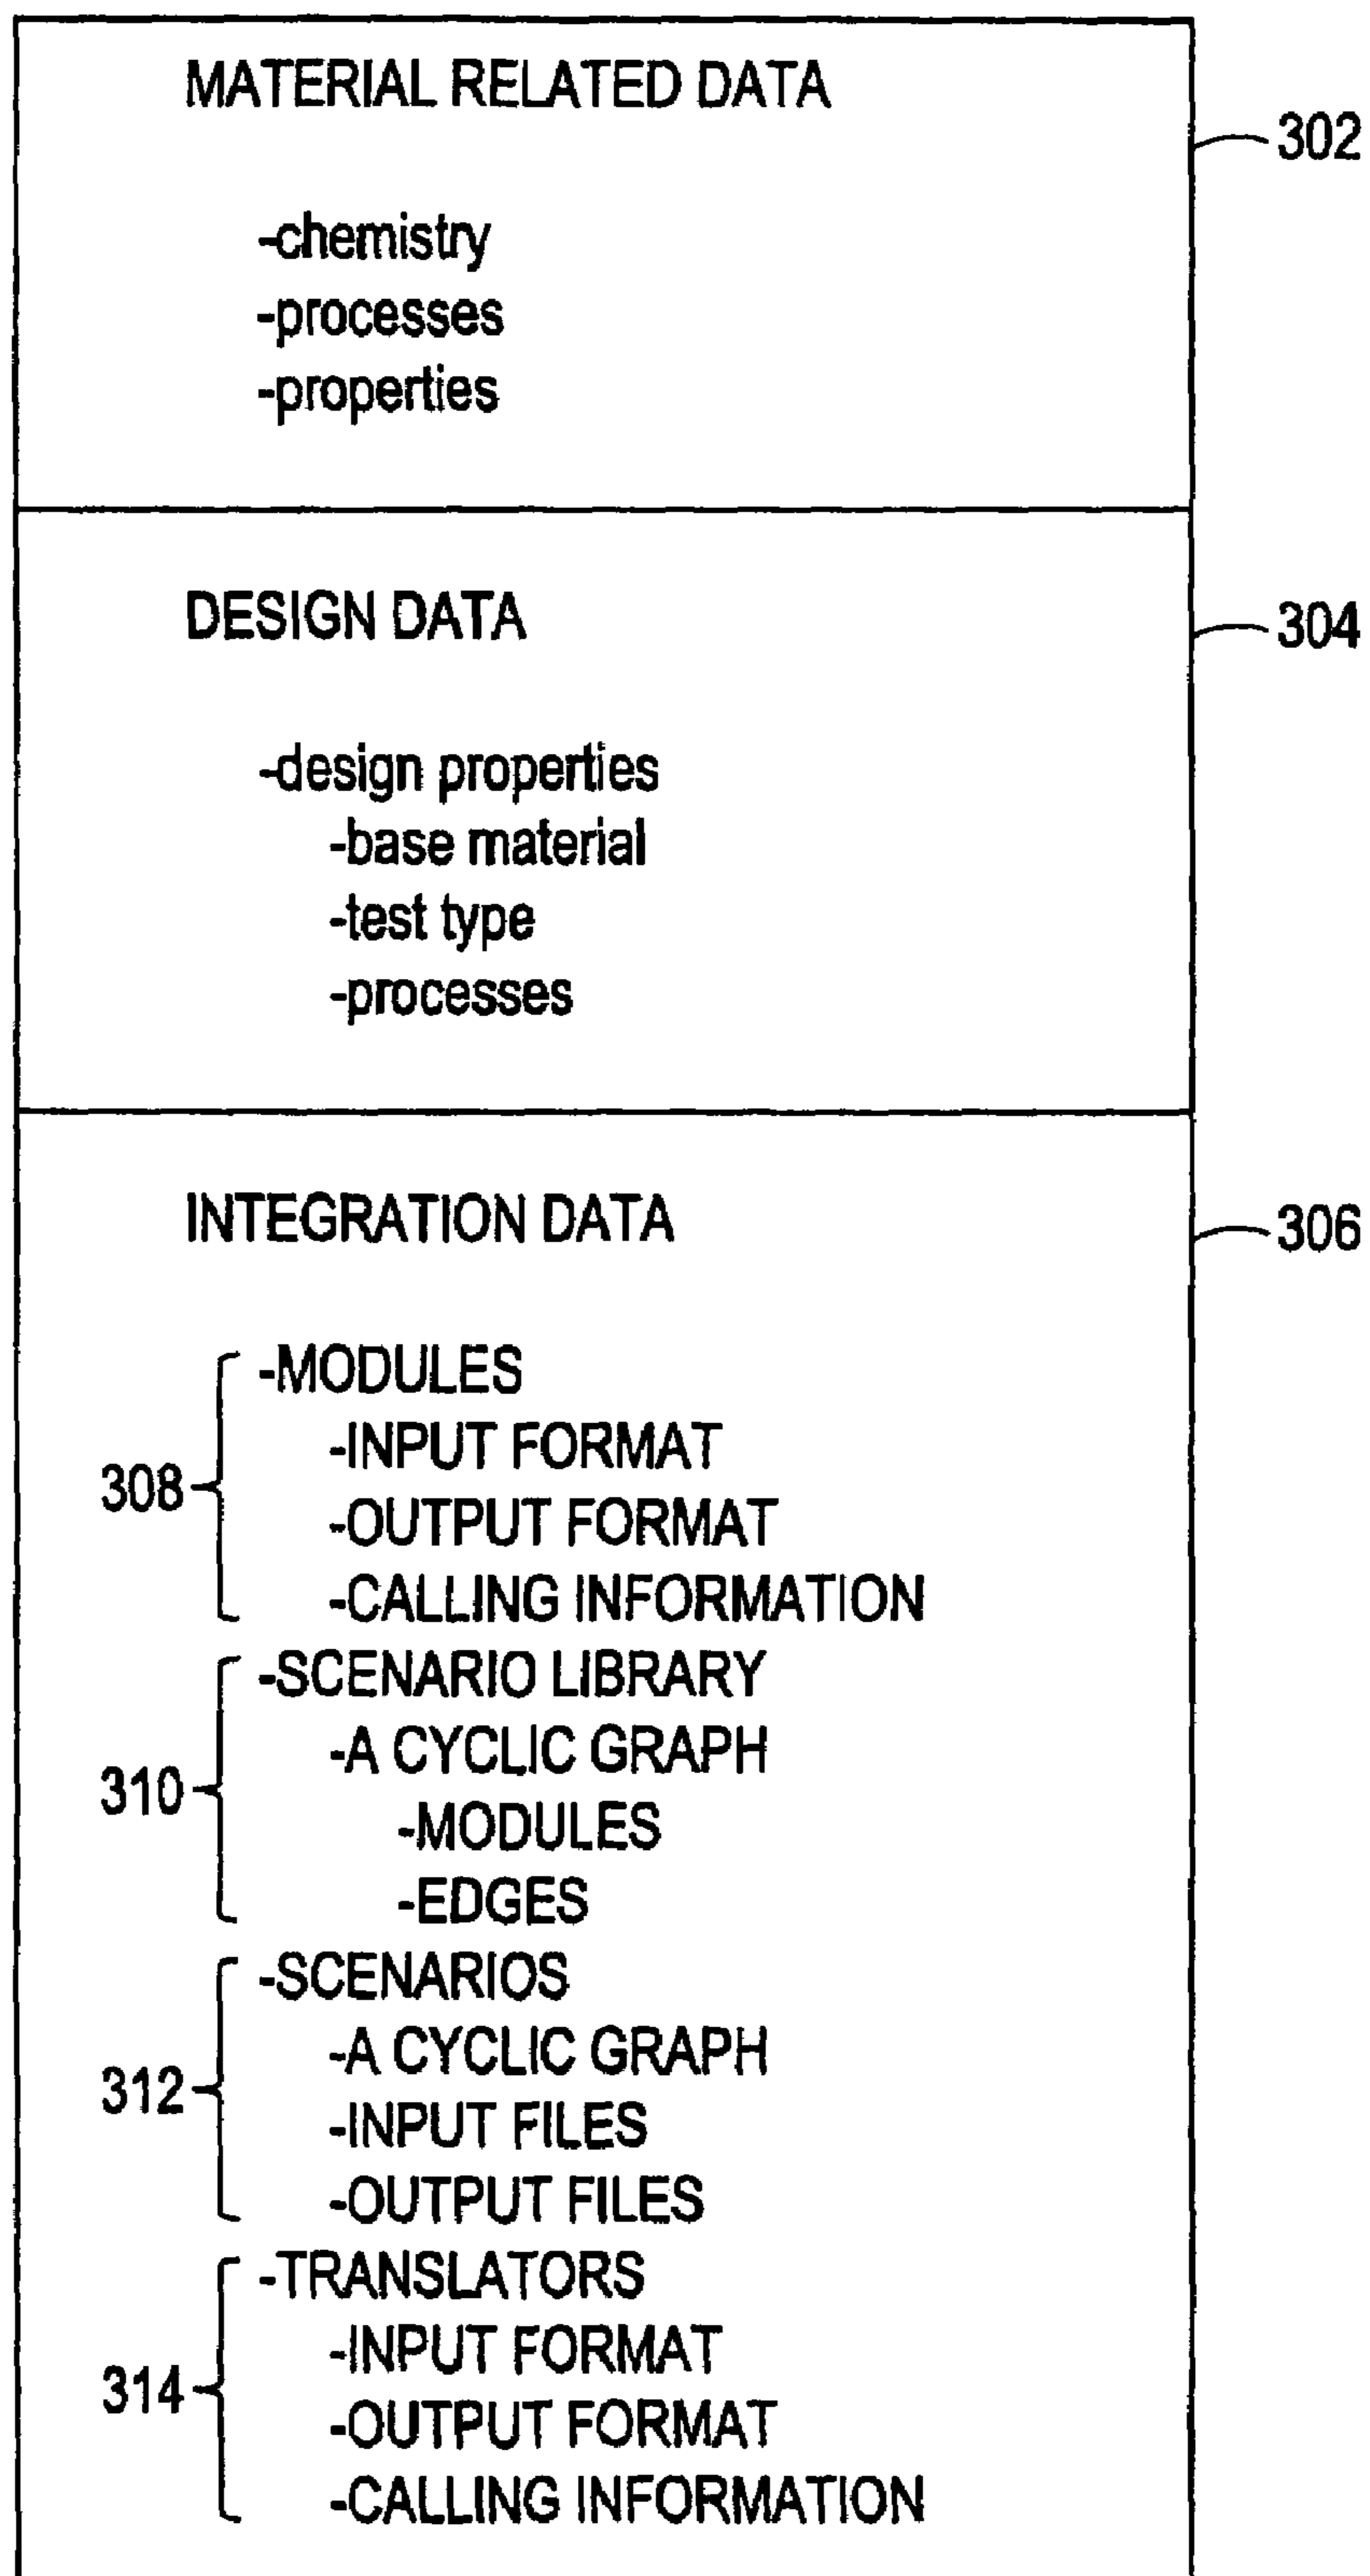 MATERIAL RELATED DATA
302
-chemistry
-processes
-properties
DESIGN DATA
304
-design properties
-base material
-test type
-processes
INTEGRATION DATA
306
-MODULES
-INPUT FORMAT
308
-OUTPUT FORMAT
-CALLING INFORMATION
-SCENARIO LIBRARY
-A CYCLIC GRAPH
310
-MODULES
-EDGES
-SCENARIOS
-A CYCLIC GRAPH
312
-INPUT FILES
-OUTPUT FILES
-TRANSLATORS
-INPUT FORMAT
314
-OUTPUT FORMAT
-CALLING INFORMATION